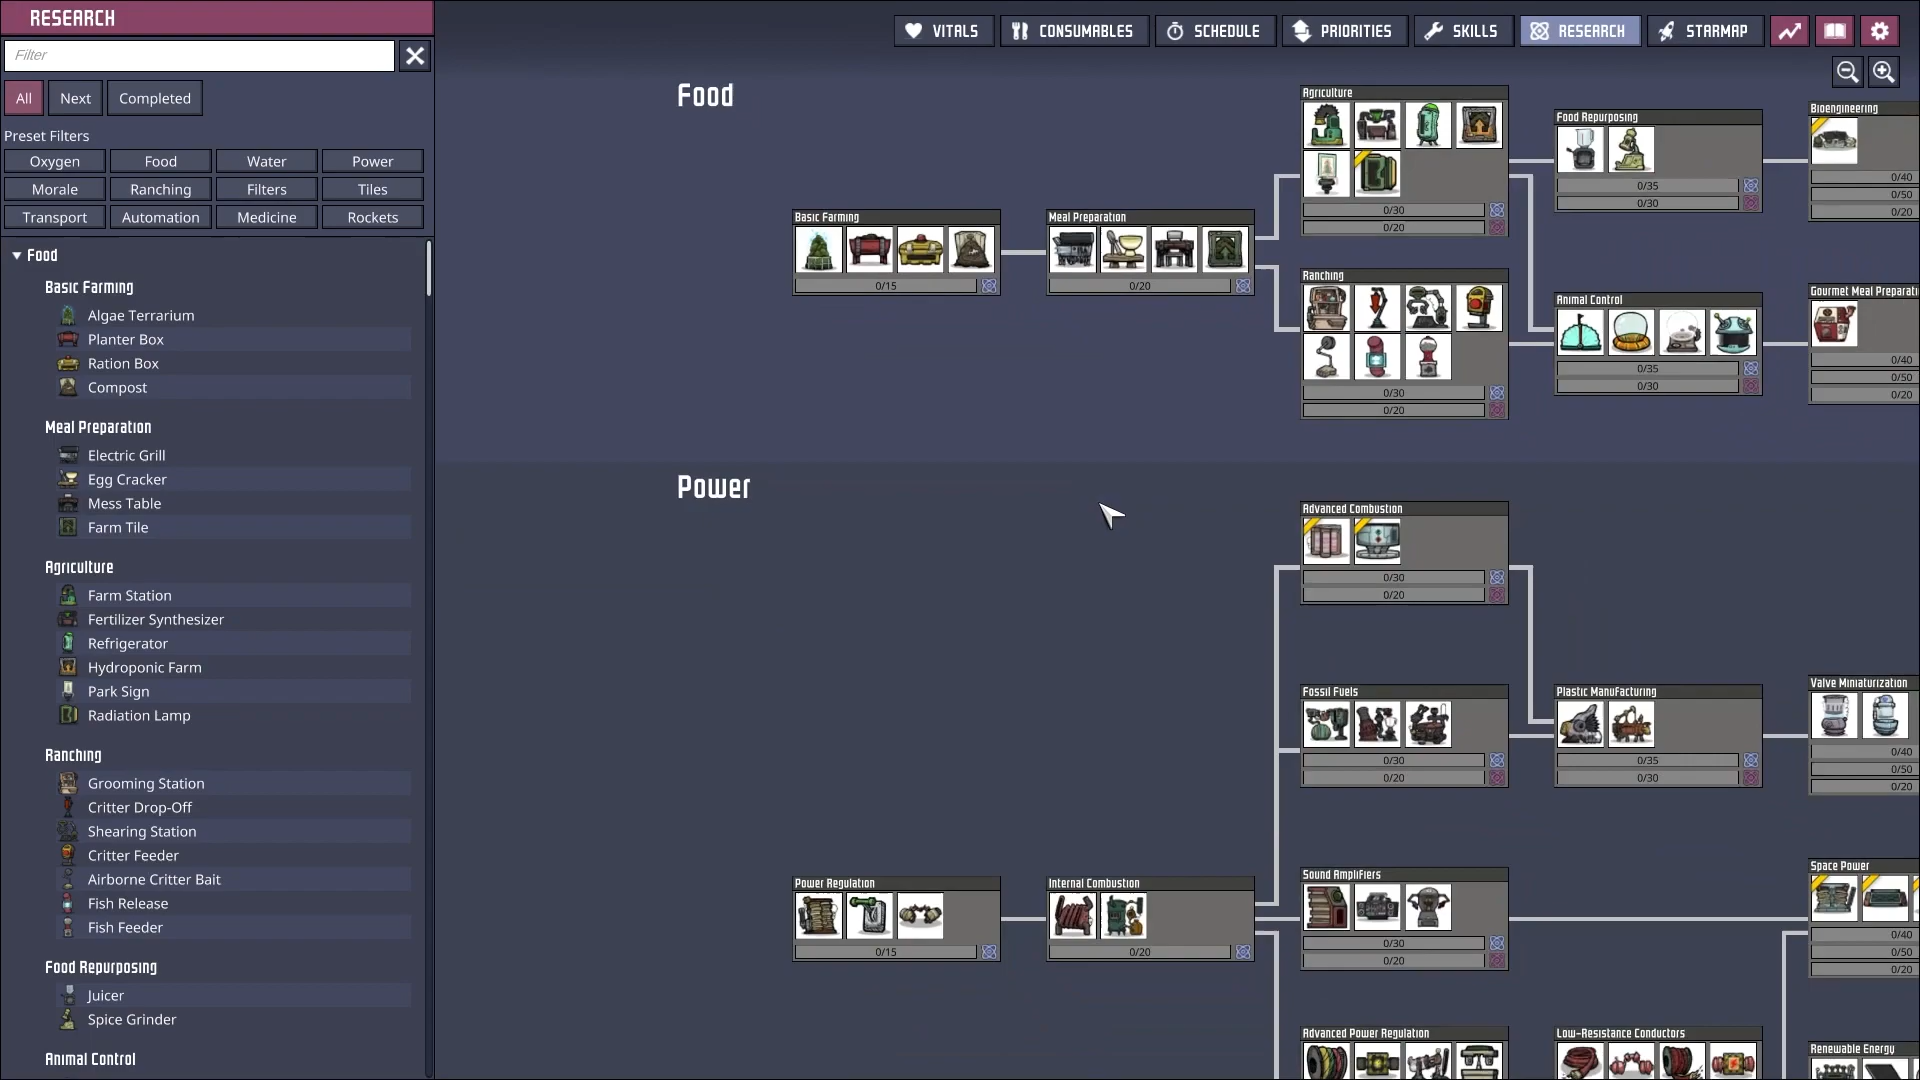 RESEARCH
Filter
All
Next
Completed
Preset Filters
Oxygen
Food
Water
Power
Morale
Ranching
Filters
Tiles
Transport
Automation
Medicine
Rockets
Food
Basic Farming
Algae Terrarium
Planter Box
Ration Box
Compost
Meal Preparation
Electric Grill
Egg Cracker
Mess Table
Farm Tile
Agriculture
Farm Station
Fertilizer Synthesizer
Refrigerator
Hydroponic Farm
Park Sign
Radiation Lamp
Ranching
Grooming Station
Critter Drop-Off
Shearing Station
Critter Feeder
Airborne Critter Bait
Fish Release
Fish Feeder
Food Repurposing
Juicer
Spice Grinder
Animal Control
VITALS
CONSUMABLES
SCHEDULE
PRIORITIES
SKILLS
RESEARCH
STARMAP
Food
Basic Farming
0/15
Meal Preparation
0/20
Agriculture
0/30
0/20
Ranching
0/30
0/20
Food Repurposing
0/35
0/30
Animal Control
0/35
0/30
Bioengineering
0/40
0/50
0/20
Gourmet Meal Preparati
0/40
0/50
0/20
Power
Power Regulation
0/15
Internal Combustion
0/20
Advanced Combustion
0/30
0/20
Fossil Fuels
0/30
0/20
Sound Amplifiers
0/30
0/20
Advanced Power Regulation
Plastic Manufacturing
0/35
0/30
Low-Resistance Conductors
Valve Miniaturization
0/40
0/50
0/20
Space Power
0/40
0/50
0/20
Renewable Energy